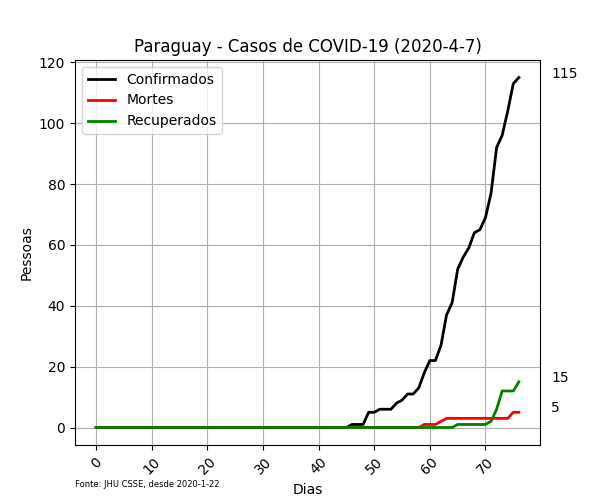 Paraguay - Casos de COVID-19 (2020-4-7)
Confirmados
Mortes
Recuperados
Pessoas
120
100
80
60
40
20
0
115
15
5
0
10
20
30
40
50
60
70
Dias
Fonte: JHU CSSE, desde 2020-1-22